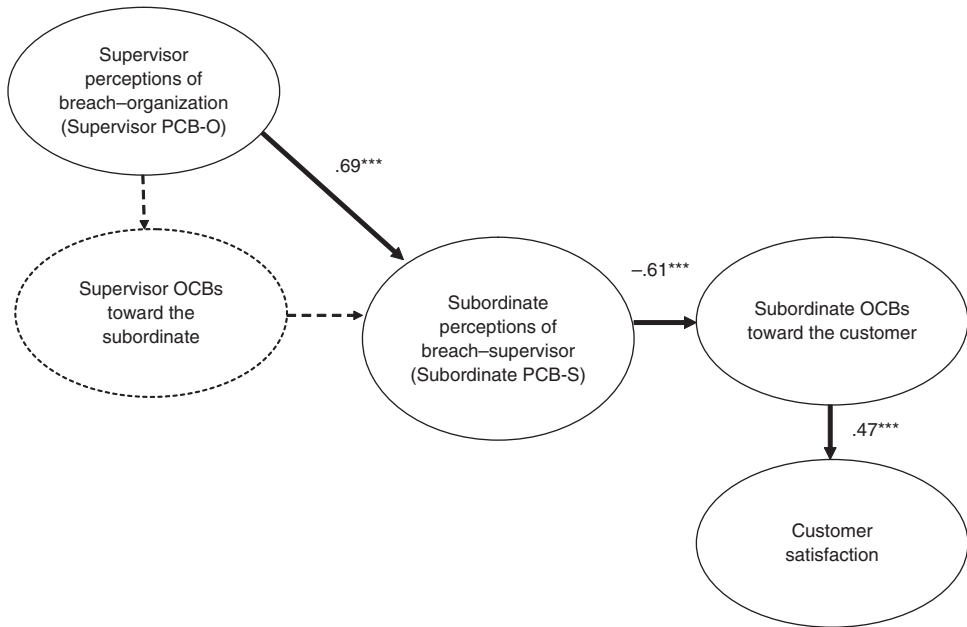 Supervisor
perceptions of
breach–organization
(Supervisor PCB-O)
.69***
Supervisor OCBs
toward the
subordinate
Subordinate
perceptions of
breach–supervisor
(Subordinate PCB-S)
–.61***
Subordinate OCBs
toward the customer
.47***
Customer
satisfaction